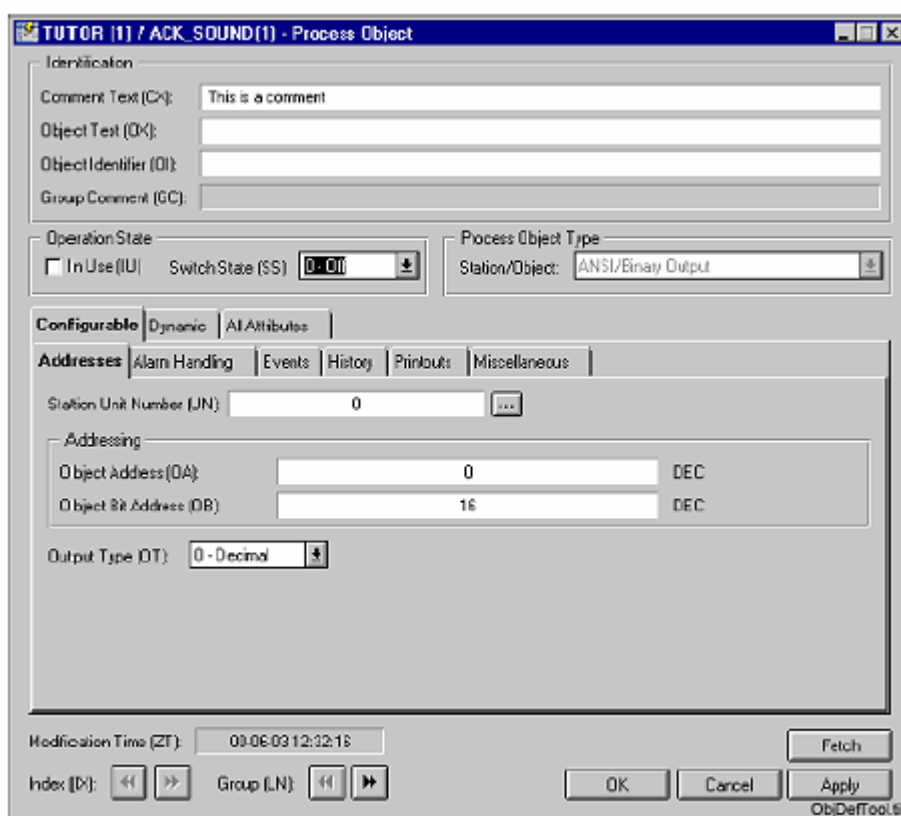 TUTOR [1] / ACK_SOUND(1) - Process Object
Identification
Comment Text (CX): This is a comment
Object Text (OX):
Object Identifier (OI):
Group Comment (GC):
Operation State
In Use (IU) Switch State (SS) 0 - Off
Process Object Type
Station/Object: ANSI/Binary Output
Configurable Dynamic All Attributes
Addresses Alarm Handling Events History Printouts Miscellaneous
Station Unit Number (UN): 0 ...
Addressing
Object Address (OA): 0 DEC
Object Bit Address (OB) 16 DEC
Output Type (OT): 0 - Decimal
Modification Time (ZT):
Fetch
Index (IX): Group (LN):
OK Cancel Apply
ObjDefTool.tif